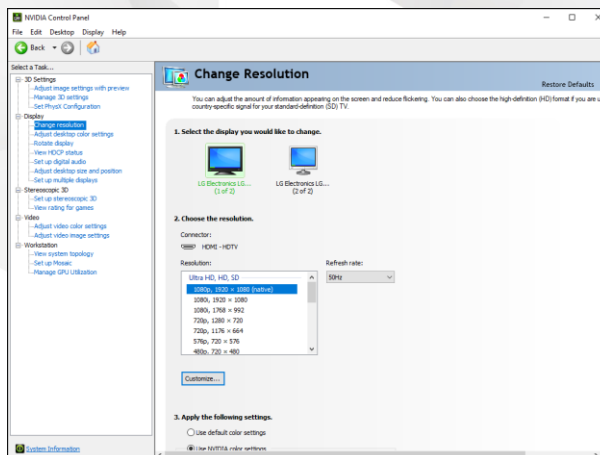 NVIDIA Control Panel
File Edit Desktop Display Help
Back
Select a Task...
3D Settings
Adjust image settings with preview
Manage 3D settings
Set PhysX Configuration
Display
Change resolution
Adjust desktop color settings
Rotate display
View HDCP status
Set up digital audio
Adjust desktop size and position
Set up multiple displays
Stereoscopic 3D
Set up stereoscopic 3D
View rating for games
Video
Adjust video color settings
Adjust video image settings
Workstation
View system topology
Set up Mosaic
Manage GPU Utilization
System Information
Change Resolution
Restore Defaults
You can adjust the amount of information appearing on the screen and reduce flickering. You can also choose the high-definition (HD) format if you are u
country-specific signal for your standard-definition (SD) TV.
1. Select the display you would like to change.
LG Electronics LG... LG Electronics LG...
(1 of 2) (2 of 2)
2. Choose the resolution.
Connector:
HDMI - HDTV
Resolution: Refresh rate:
Ultra HD, HD, SD 50Hz
1080p, 1920 × 1080 (native)
1080i, 1920 × 1080
1080i, 1768 × 992
720p, 1280 × 720
720p, 1176 × 664
576p, 720 × 576
480p, 720 × 480
Customize...
3. Apply the following settings.
Use default color settings
Use NVIDIA color settings